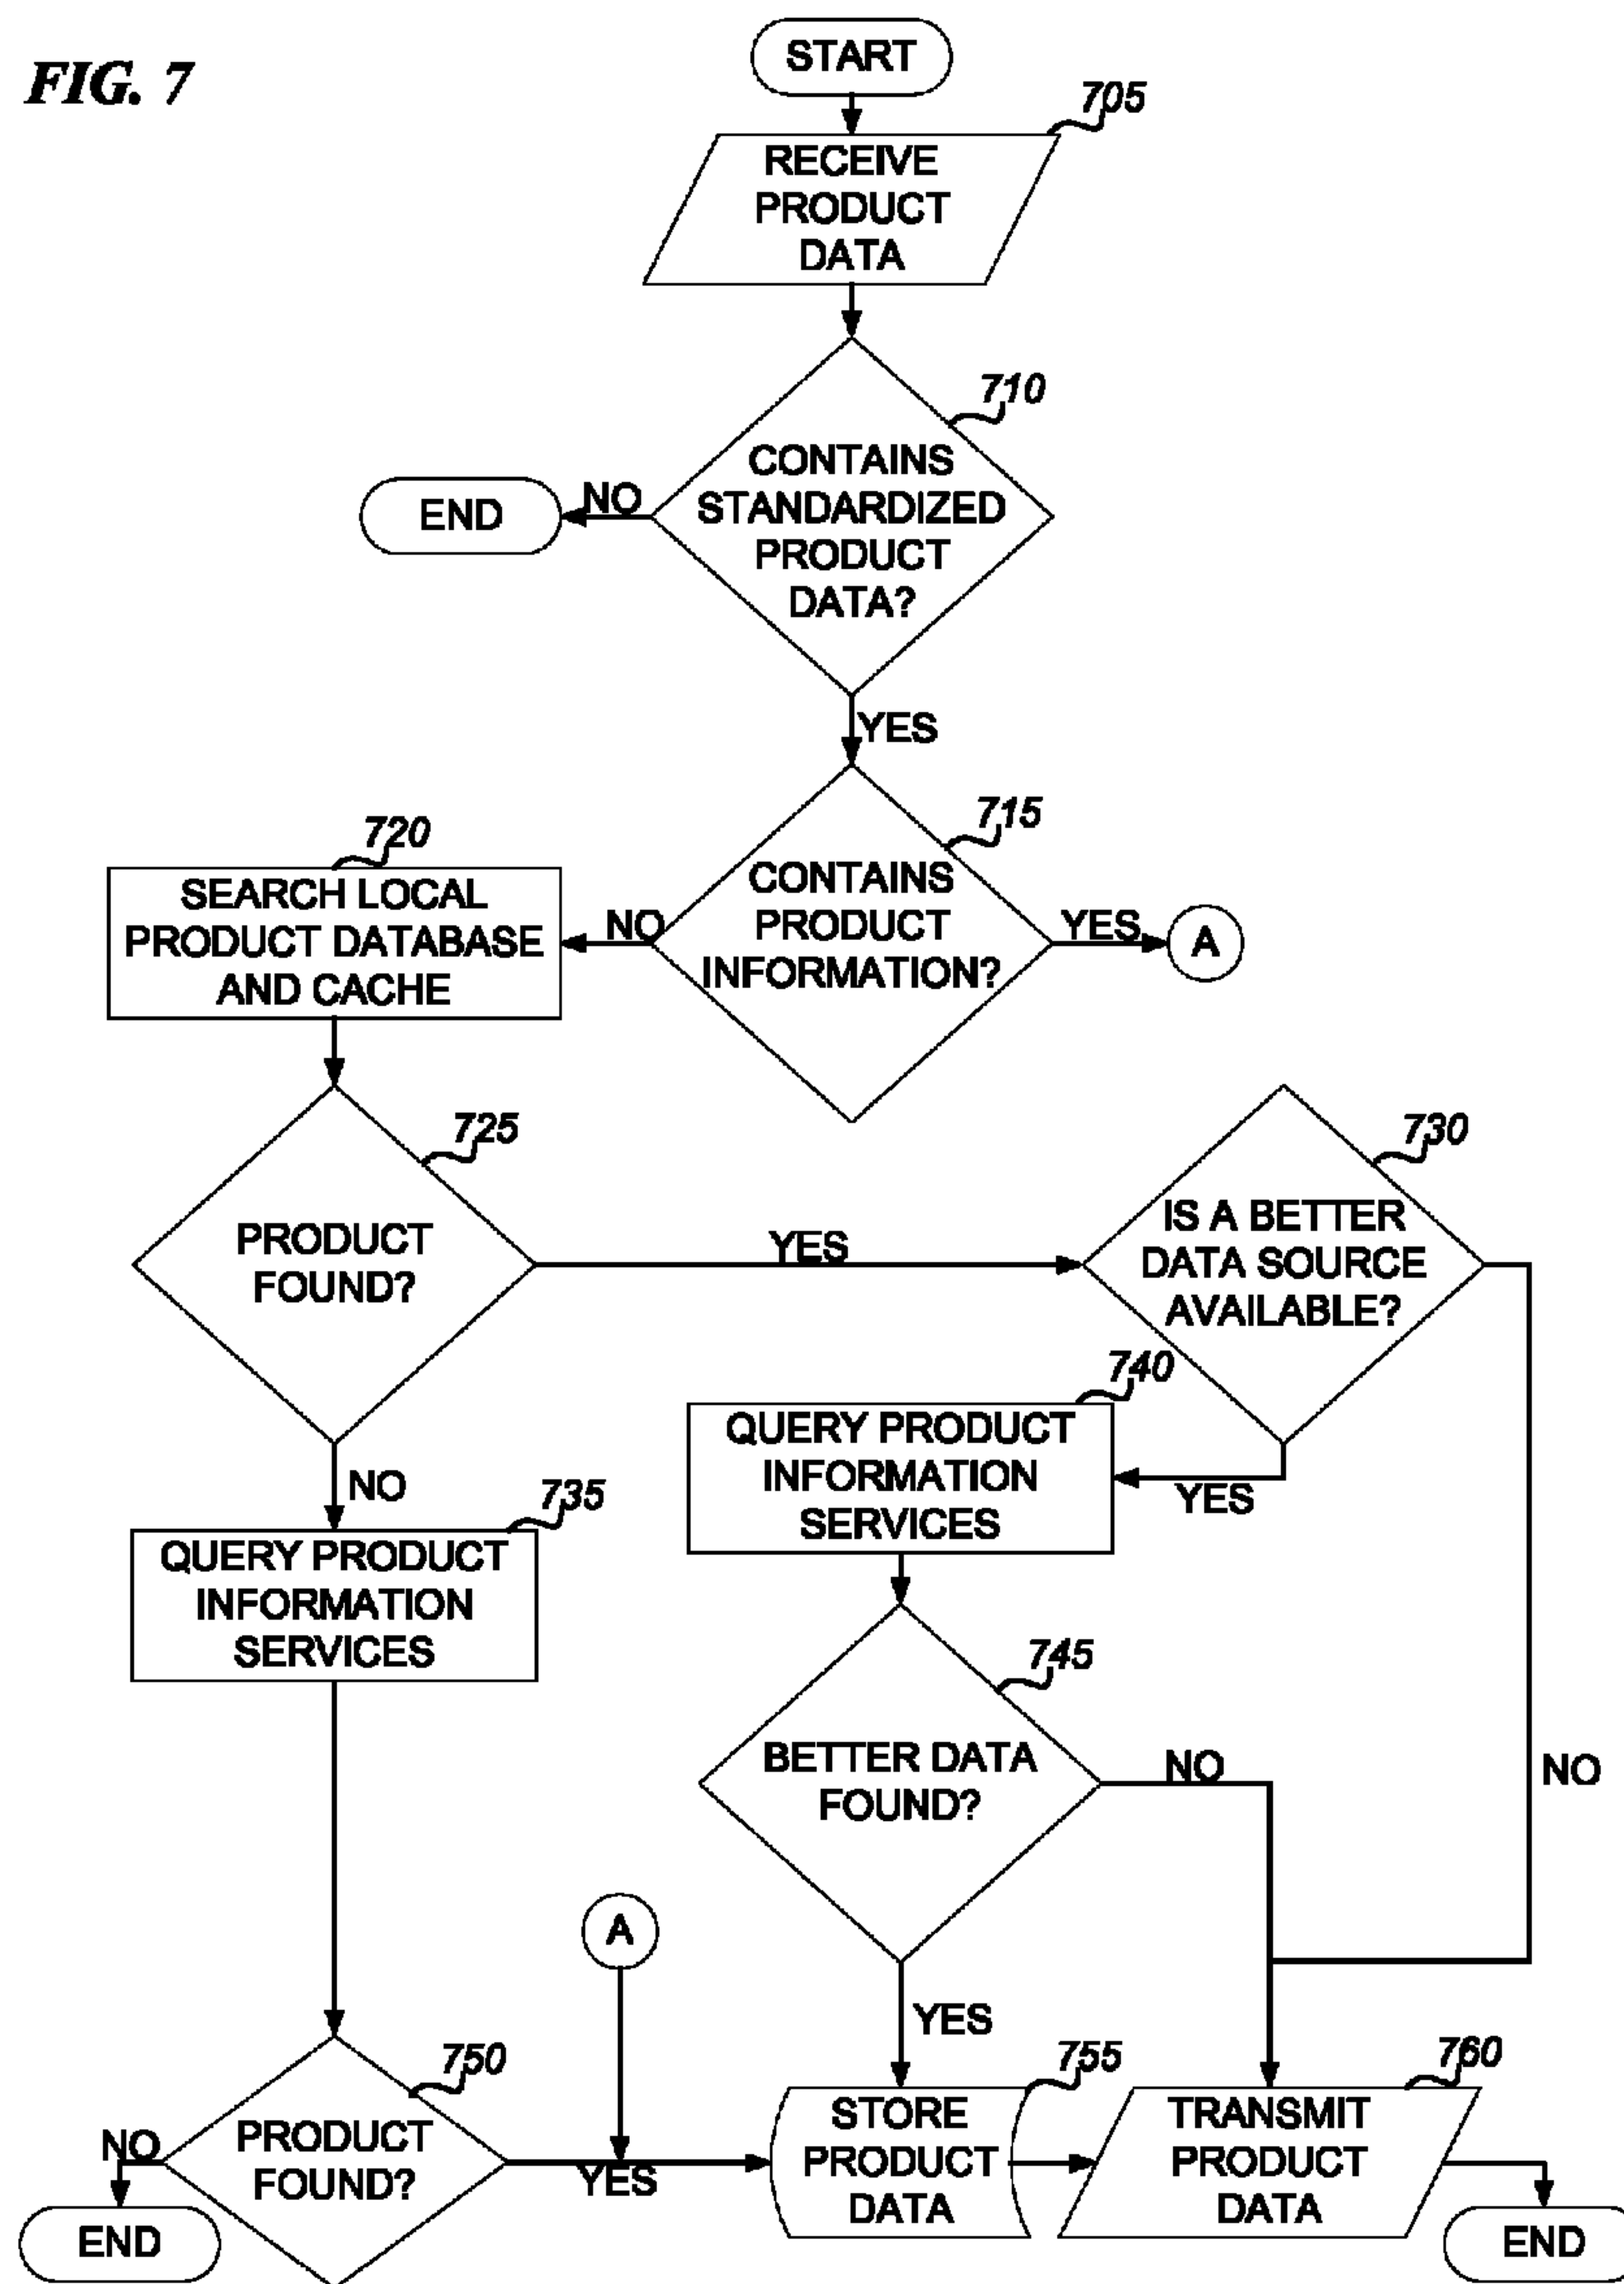 FIG. 7
START
705
RECEIVE
PRODUCT
DATA
710
CONTAINS
STANDARDIZED
PRODUCT
DATA?
NO
END
YES
715
CONTAINS
PRODUCT
INFORMATION?
YES
A
NO
720
SEARCH LOCAL
PRODUCT DATABASE
AND CACHE
725
PRODUCT
FOUND?
YES
730
IS A BETTER
DATA SOURCE
AVAILABLE?
NO
YES
740
QUERY PRODUCT
INFORMATION
SERVICES
NO
735
QUERY PRODUCT
INFORMATION
SERVICES
745
BETTER DATA
FOUND?
NO
YES
A
750
PRODUCT
FOUND?
NO
END
YES
755
STORE
PRODUCT
DATA
760
TRANSMIT
PRODUCT
DATA
END